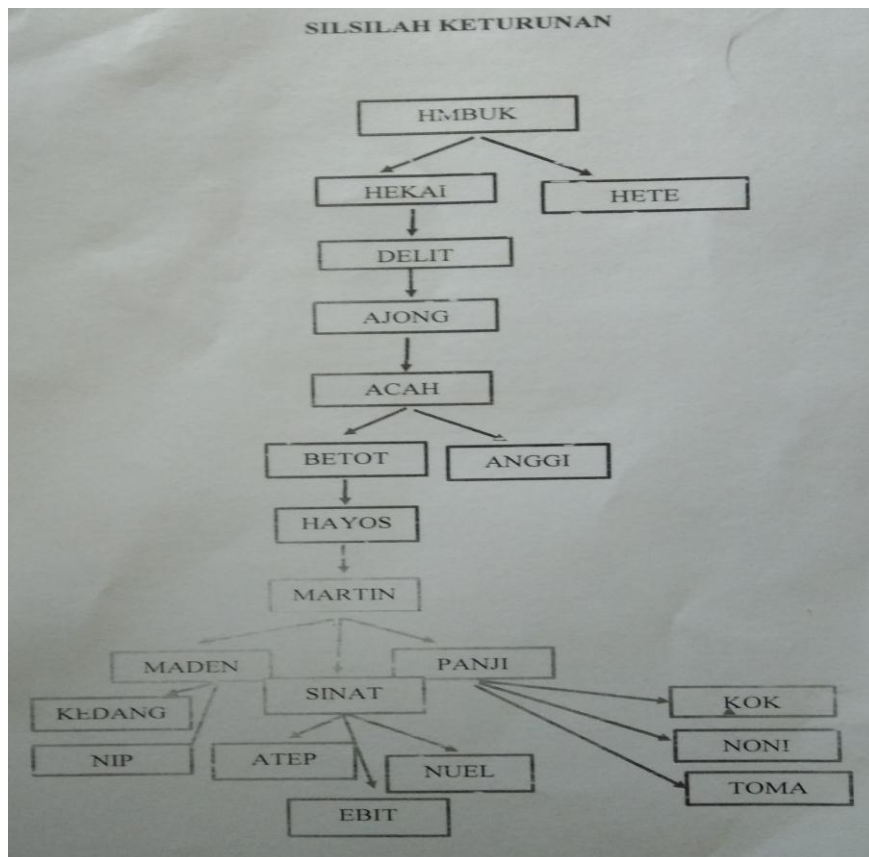 SILSILAH KETURUNAN
HMBUK
HEKAI
HETE
DELIT
AJONG
ACAH
BETOT
ANGGI
HAYOS
MARTIN
MADEN
SINAT
PANJI
KEDANG
NIP
ATEP
EBIT
NUEL
KOK
NONI
TOMA